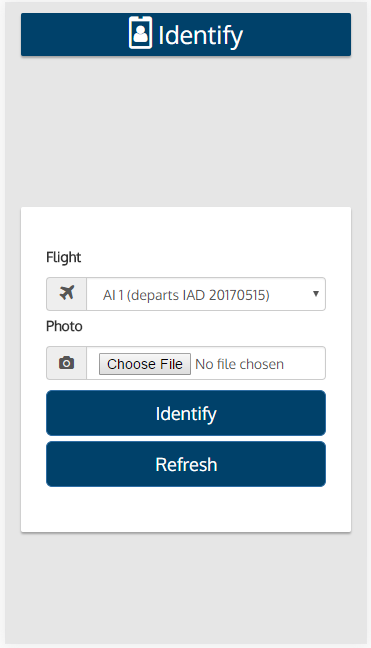 Identify
Flight
AI 1 (departs IAD 20170515)
Photo
Choose File No file chosen
Identify
Refresh